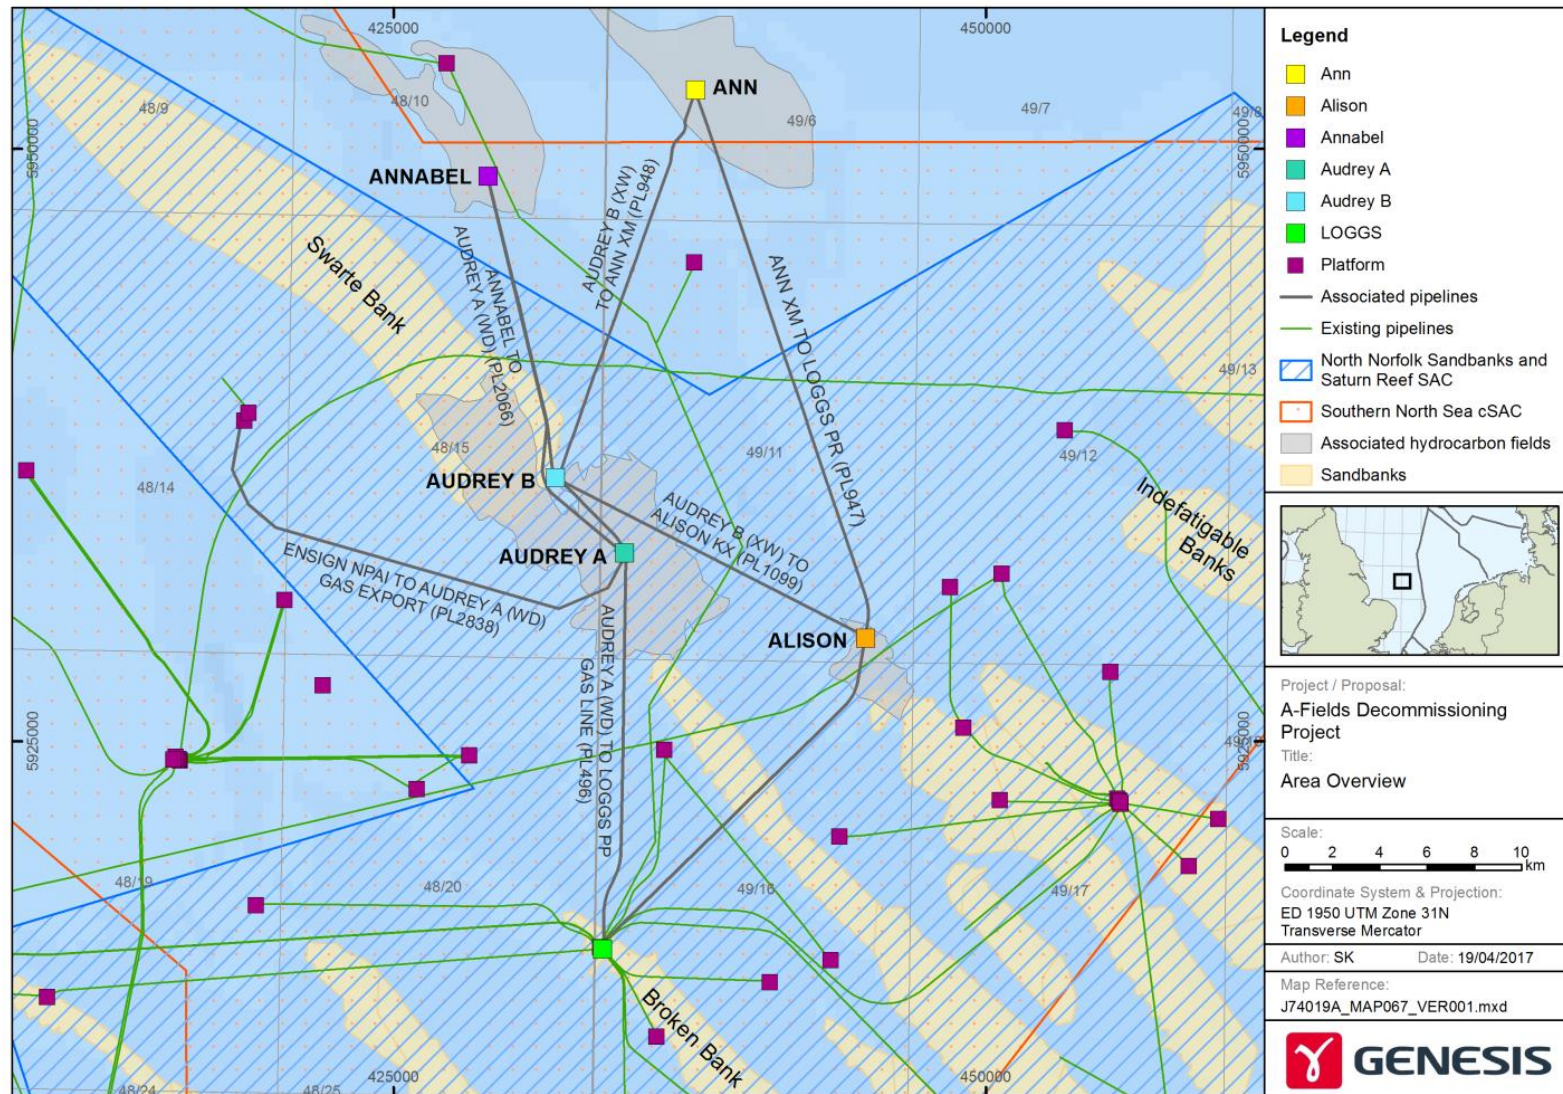 425000
450000
5950000
5950000
48/9
48/10
49/6
49/7
49/8
ANN
ANNABEL
Swarte Bank
ANNABEL TO
AUDREY A (WD) (PL2066)
AUDREY B (XW)
TO ANN XM (PL948)
ANN XM TO LOGGS PR (PL947)
49/13
48/14
48/15
49/11
49/12
AUDREY B
AUDREY B (XW) TO
ALISON KX (PL1099)
Indefatigable
Banks
AUDREY A
ENSIGN NPAI TO AUDREY A (WD)
GAS EXPORT (PL2838)
ALISON
AUDREY A (WD) TO LOGGS PP
GAS LINE (PL496)
5925000
5925000
48/19
48/20
49/16
49/17
Broken Bank
48/24
48/25
425000
450000
Legend
Ann
Alison
Annabel
Audrey A
Audrey B
LOGGS
Platform
Associated pipelines
Existing pipelines
North Norfolk Sandbanks and
Saturn Reef SAC
Southern North Sea cSAC
Associated hydrocarbon fields
Sandbanks
Project / Proposal:
A-Fields Decommissioning
Project
Title:
Area Overview
Scale:
0 2 4 6 8 10
km
Coordinate System & Projection:
ED 1950 UTM Zone 31N
Transverse Mercator
Author: SK Date: 19/04/2017
Map Reference:
J74019A_MAP067_VER001.mxd
GENESIS